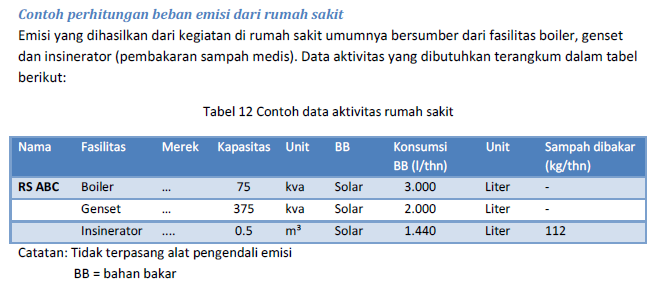 Contoh perhitungan beban emisi dari rumah sakit
Emisi yang dihasilkan dari kegiatan di rumah sakit umumnya bersumber dari fasilitas boiler, genset
dan insinerator (pembakaran sampah medis). Data aktivitas yang dibutuhkan terangkum dalam tabel
berikut:
Tabel 12 Contoh data aktivitas rumah sakit
Nama Fasilitas Merek Kapasitas Unit BB Konsumsi Unit Sampah dibakar
BB (l/thn) (kg/thn)
RS ABC Boiler ... 75 kva Solar 3.000 Liter -
Genset ... 375 kva Solar 2.000 Liter -
Insinerator .... 0.5 m³ Solar 1.440 Liter 112
Catatan: Tidak terpasang alat pengendali emisi
BB = bahan bakar